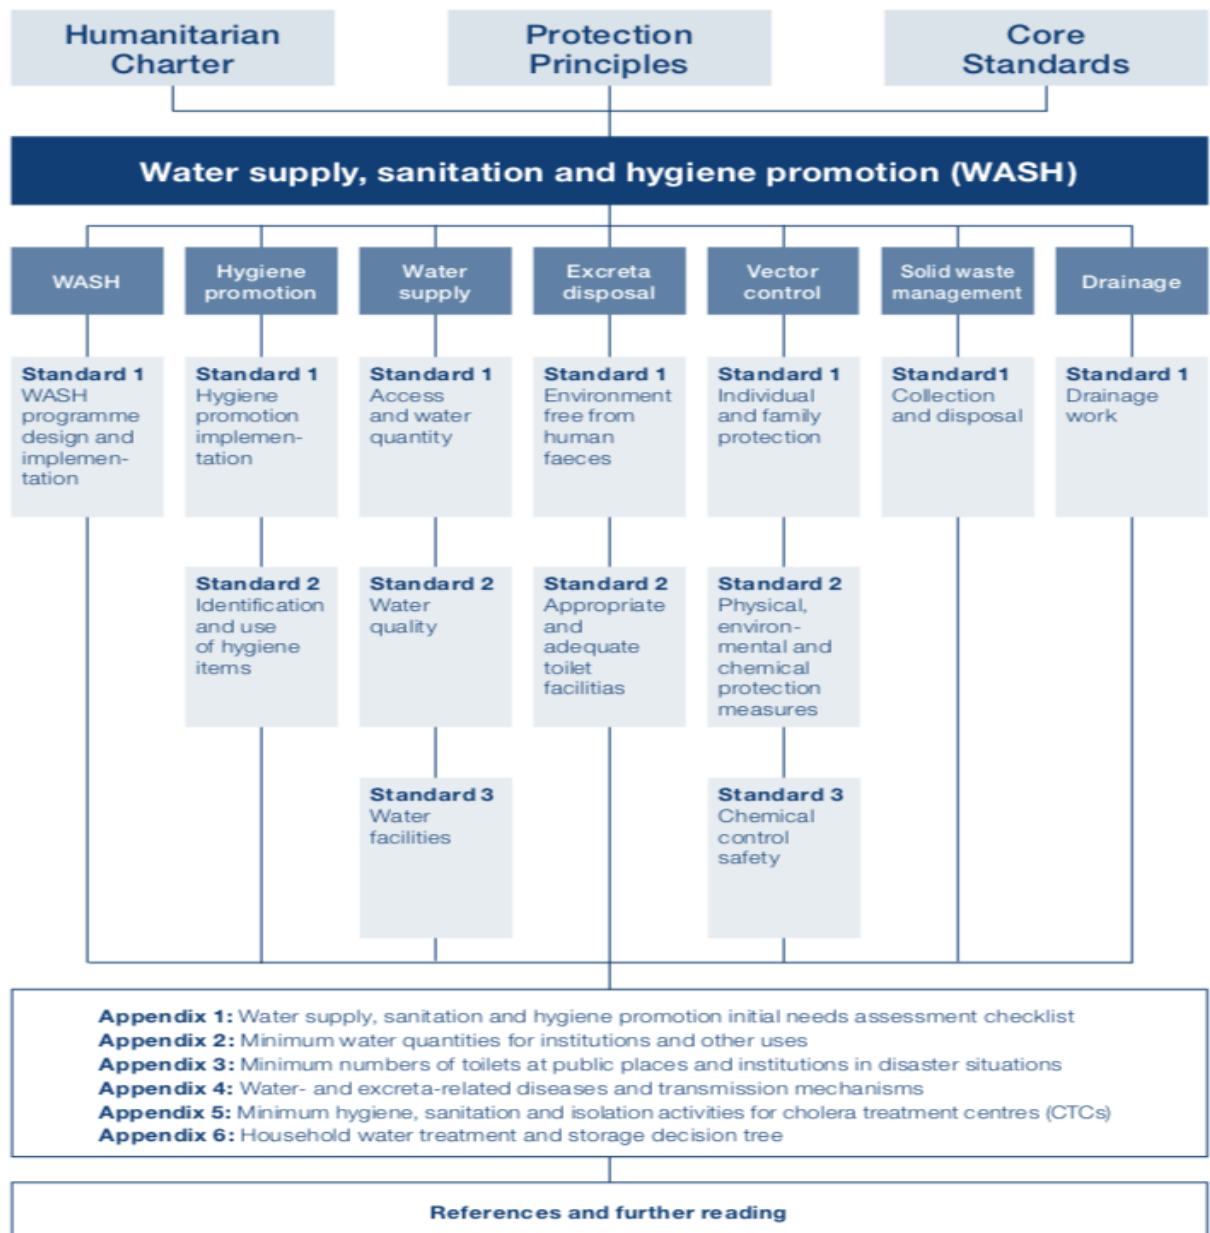 Humanitarian
Charter
Protection
Principles
Core
Standards
Water supply, sanitation and hygiene promotion (WASH)
WASH
Hygiene
promotion
Water
supply
Excreta
disposal
Vector
control
Solid waste
management
Drainage
Standard 1
WASH
programme
design and
implemen-
tation
Standard 1
Hygiene
promotion
implemen-
tation
Standard 1
Access
and water
quantity
Standard 1
Environment
free from
human
faeces
Standard 1
Individual
and family
protection
Standard1
Collection
and disposal
Standard 1
Drainage
work
Standard 2
Identification
and use
of hygiene
items
Standard 2
Water
quality
Standard 2
Appropriate
and
adequate
toilet
facilitias
Standard 2
Physical,
environ-
mental and
chemical
protection
measures
Standard 3
Water
facilities
Standard 3
Chemical
control
safety
Appendix 1: Water supply, sanitation and hygiene promotion initial needs assessment checklist
Appendix 2: Minimum water quantities for institutions and other uses
Appendix 3: Minimum numbers of toilets at public places and institutions in disaster situations
Appendix 4: Water- and excreta-related diseases and transmission mechanisms
Appendix 5: Minimum hygiene, sanitation and isolation activities for cholera treatment centres (CTCs)
Appendix 6: Household water treatment and storage decision tree
References and further reading